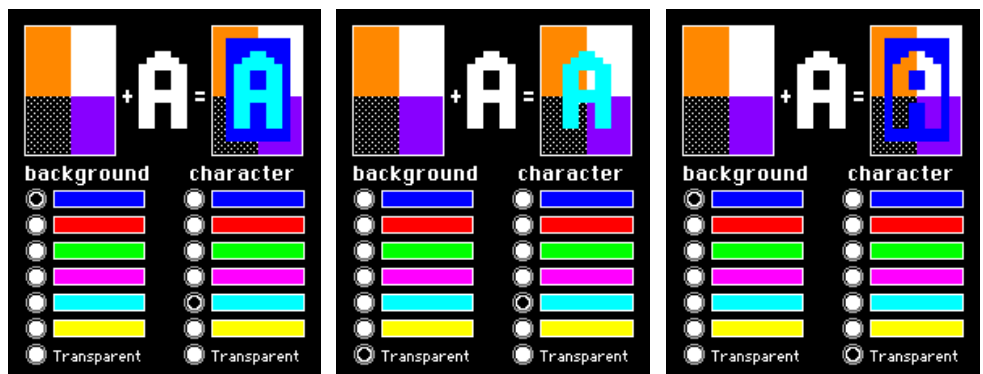 + A =
background character
Transparent Transparent
+ A =
background character
Transparent Transparent
+ A =
background character
Transparent Transparent